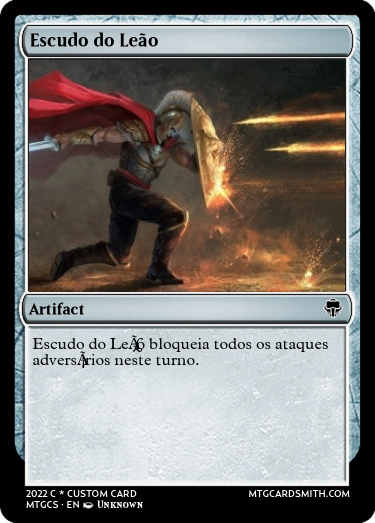 Escudo do Leão
Artifact
Escudo do LeÃ£o bloqueia todos os ataques
adversÃ¡rios neste turno.
2022 C * CUSTOM CARD
MTGCS • EN UNKNOWN
MTGCARDSMITH.COM